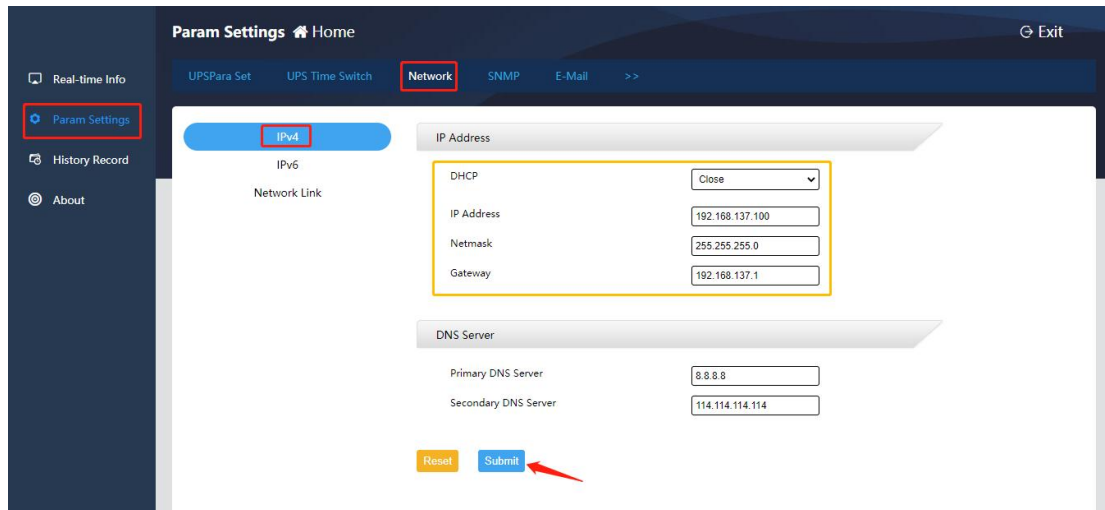 Param Settings Home
Exit
Real-time Info
Param Settings
History Record
About
UPSPara Set UPS Time Switch Network SNMP E-Mail >>
IPv4
IPv6
Network Link
IP Address
DHCP Close
IP Address 192.168.137.100
Netmask 255.255.255.0
Gateway 192.168.137.1
DNS Server
Primary DNS Server 8.8.8.8
Secondary DNS Server 114.114.114.114
Reset Submit